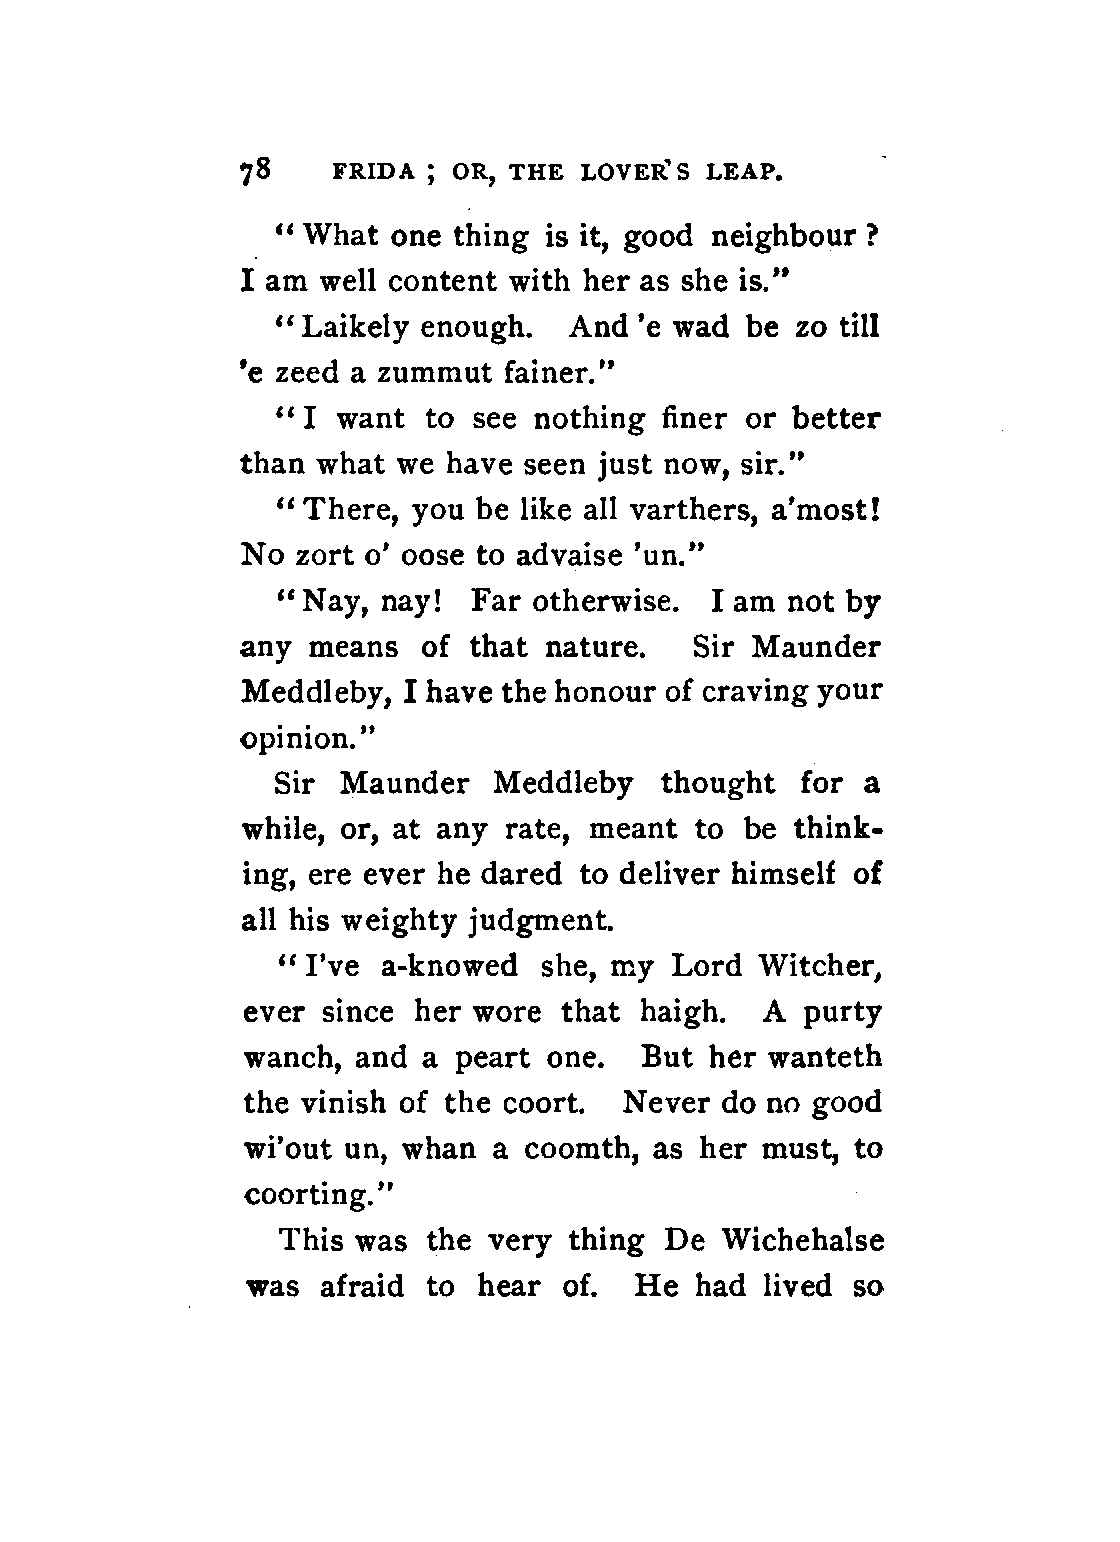 78 FRIDA ; OR, THE LOVER'S LEAP.
“ What one thing is it, good neighbour ?
I am well content with her as she is.”
“ Laikely enough. And 'e wad be zo till
'e zeed a zummut fainer.”
“ I want to see nothing finer or better
than what we have seen just now, sir.”
“ There, you be like all varthers, a'most!
No zort o' oose to advaise 'un.”
“ Nay, nay! Far otherwise. I am not by
any means of that nature. Sir Maunder
Meddleby, I have the honour of craving your
opinion.”
Sir Maunder Meddleby thought for a
while, or, at any rate, meant to be think-
ing, ere ever he dared to deliver himself of
all his weighty judgment.
“ I've a-knowed she, my Lord Witcher,
ever since her wore that haigh. A purty
wanch, and a peart one. But her wanteth
the vinish of the coort. Never do no good
wi'out un, whan a coomth, as her must, to
coorting.”
This was the very thing De Wichehalse
was afraid to hear of. He had lived so